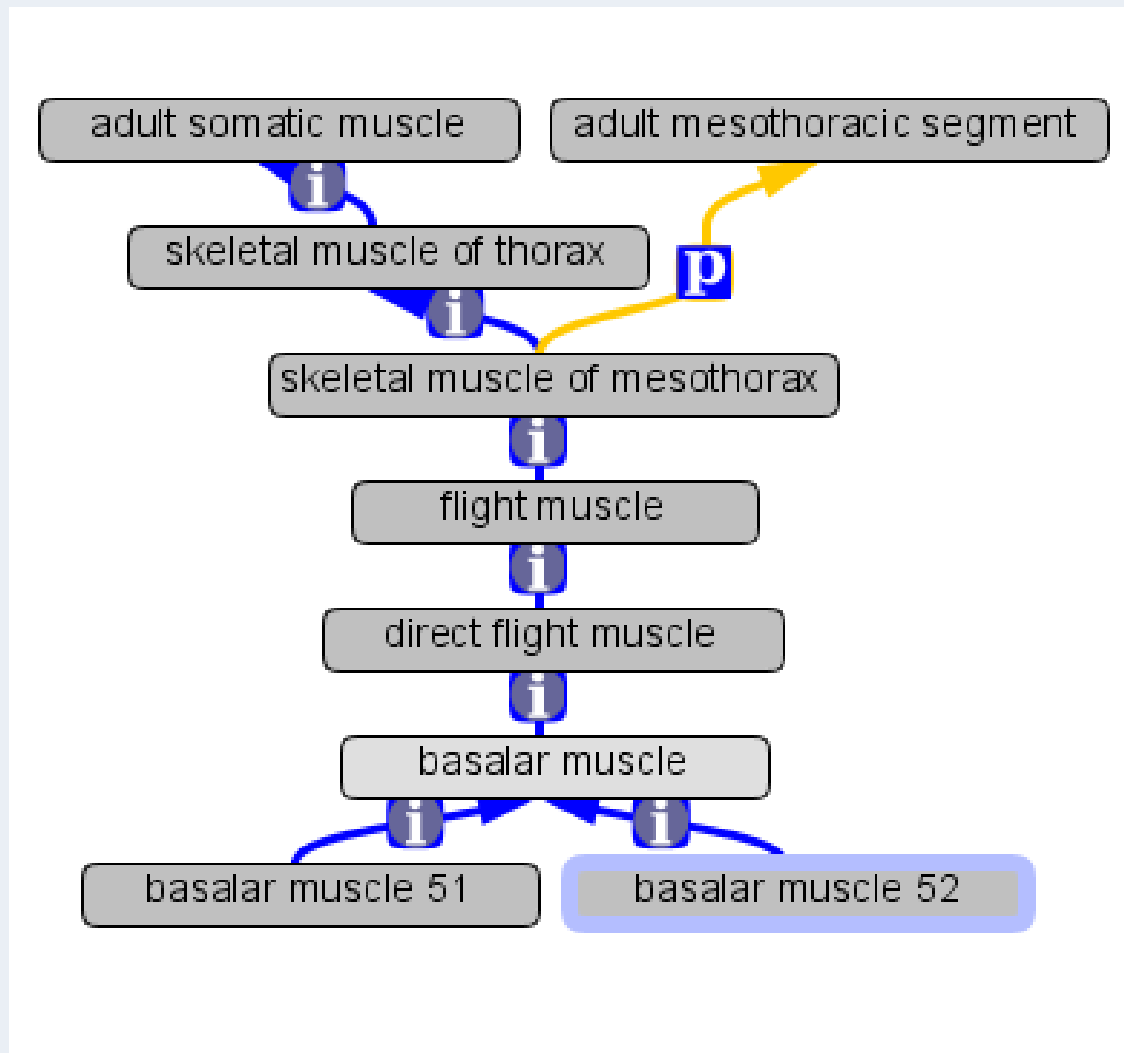 adult somatic muscle
adult mesothoracic segment
i
skeletal muscle of thorax
p
i
skeletal muscle of mesothorax
i
flight muscle
i
direct flight muscle
i
basalar muscle
i
i
basalar muscle 51
basalar muscle 52